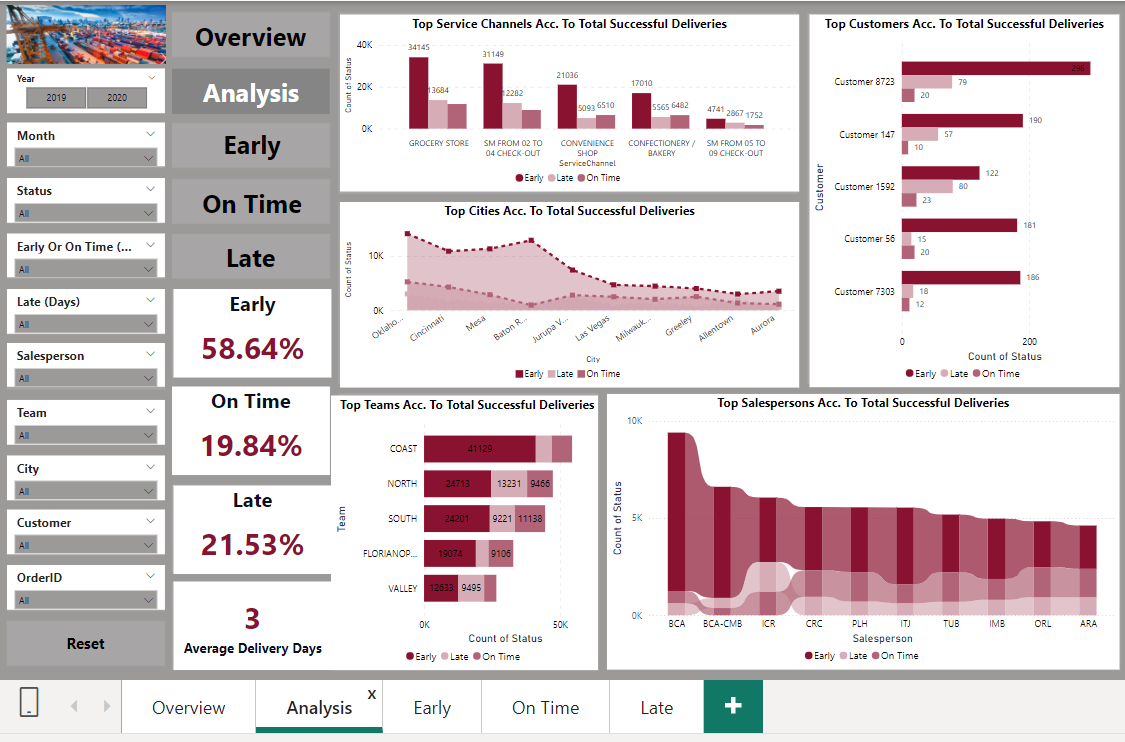 Year
2019 2020
Month
All
Status
All
Early Or On Time (...
All
Late (Days)
All
Salesperson
All
Team
All
City
All
Customer
All
OrderID
All
Reset
Overview
Analysis
Early
On Time
Late
Early
58.64%
On Time
19.84%
Late
21.53%
3
Average Delivery Days
Top Service Channels Acc. To Total Successful Deliveries
Count of Status
40K
20K
0K
34145
13684
31149
12282
21036
5093 6510
17010
5565 6482
4741 2867 1752
GROCERY STORE
SM FROM 02 TO
04 CHECK-OUT
CONVENIENCE
SHOP
CONFECTIONERY /
BAKERY
SM FROM 05 TO
09 CHECK-OUT
ServiceChannel
Early Late On Time
Top Cities Acc. To Total Successful Deliveries
Count of Status
10K
0K
Oklaho...
Cincinnati
Mesa
Baton R...
Jurupa V...
Las Vegas
Milwauk...
Greeley
Allentown
Aurora
City
Early Late On Time
Top Customers Acc. To Total Successful Deliveries
Customer
Customer 8723
79
20
Customer 147
190
57
10
Customer 1592
122
80
23
Customer 56
181
15
20
Customer 7303
186
18
12
0 200
Count of Status
Early Late On Time
Top Teams Acc. To Total Successful Deliveries
Team
COAST 41129
NORTH 24713 13231 9466
SOUTH 24201 9221 11138
FLORIANOP... 19074 9106
VALLEY 12633 9495
0K 50K
Count of Status
Early Late On Time
Top Salespersons Acc. To Total Successful Deliveries
Count of Status
10K
5K
0K
BCA BCA-CMB ICR CRC PLH ITJ TUB IMB ORL ARA
Salesperson
Early Late On Time
Overview Analysis x Early On Time Late +